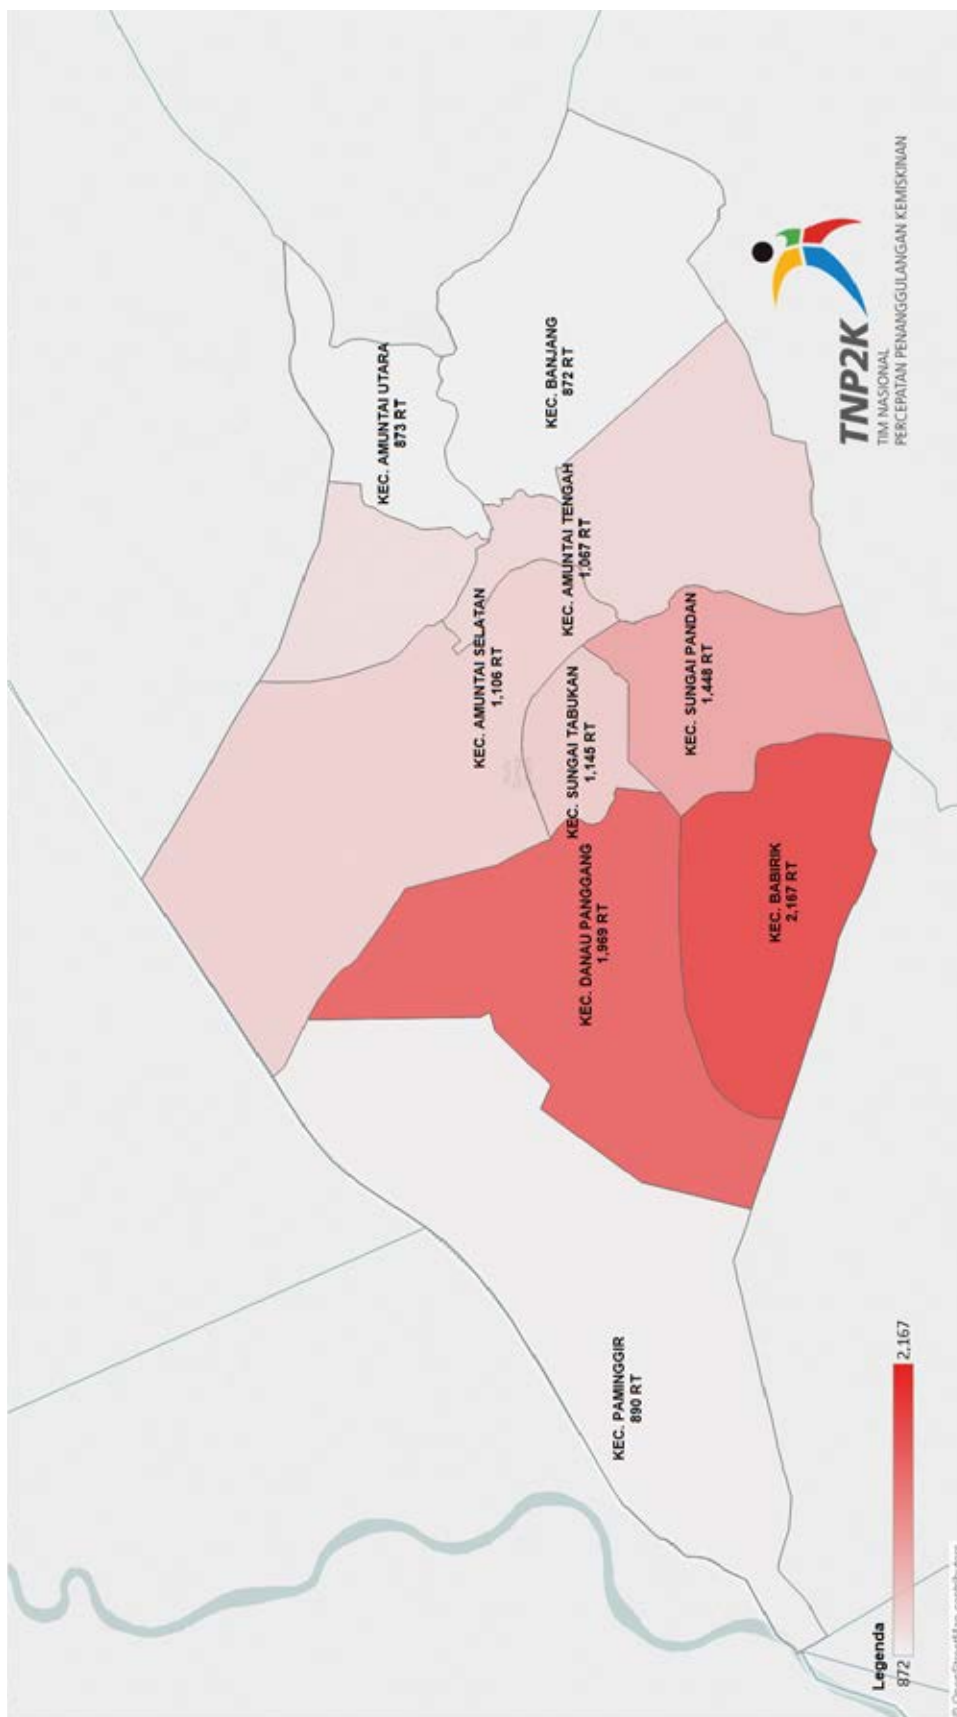 KEC. AMUNTAI UTARA
873 RT
KEC. BANJANG
872 RT
KEC. AMUNTAI TENGAH
1,067 RT
KEC. AMUNTAI SELATAN
1,106 RT
KEC. SUNGAI TABUKAN
1,145 RT
KEC. SUNGAI PANDAN
1,448 RT
KEC. DANAU PANGGANG
1,969 RT
KEC. BABIRIK
2,167 RT
KEC. PAMINGGIR
890 RT
TNP2K
TIM NASIONAL
PERCEPATAN PENANGGULANGAN KEMISKINAN
Legenda
872 2,167